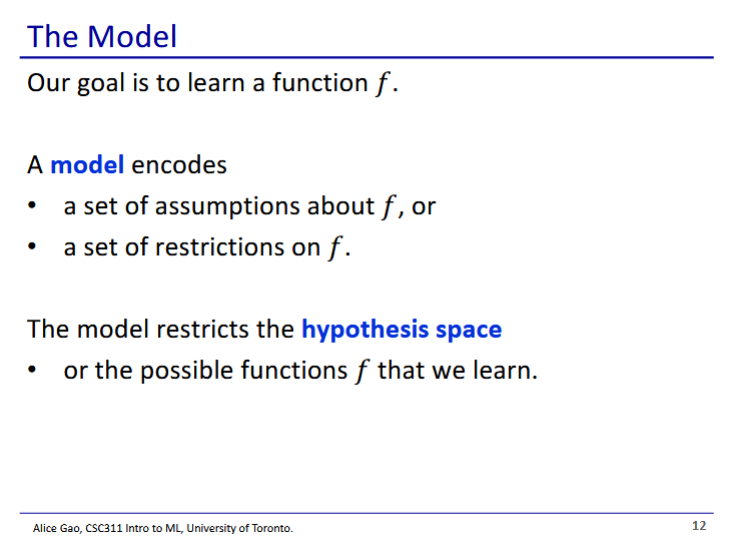 The Model
Our goal is to learn a function f.
A model encodes
• a set of assumptions about f, or
• a set of restrictions on f.
The model restricts the hypothesis space
• or the possible functions f that we learn.
Alice Gao, CSC311 Intro to ML, University of Toronto.
12